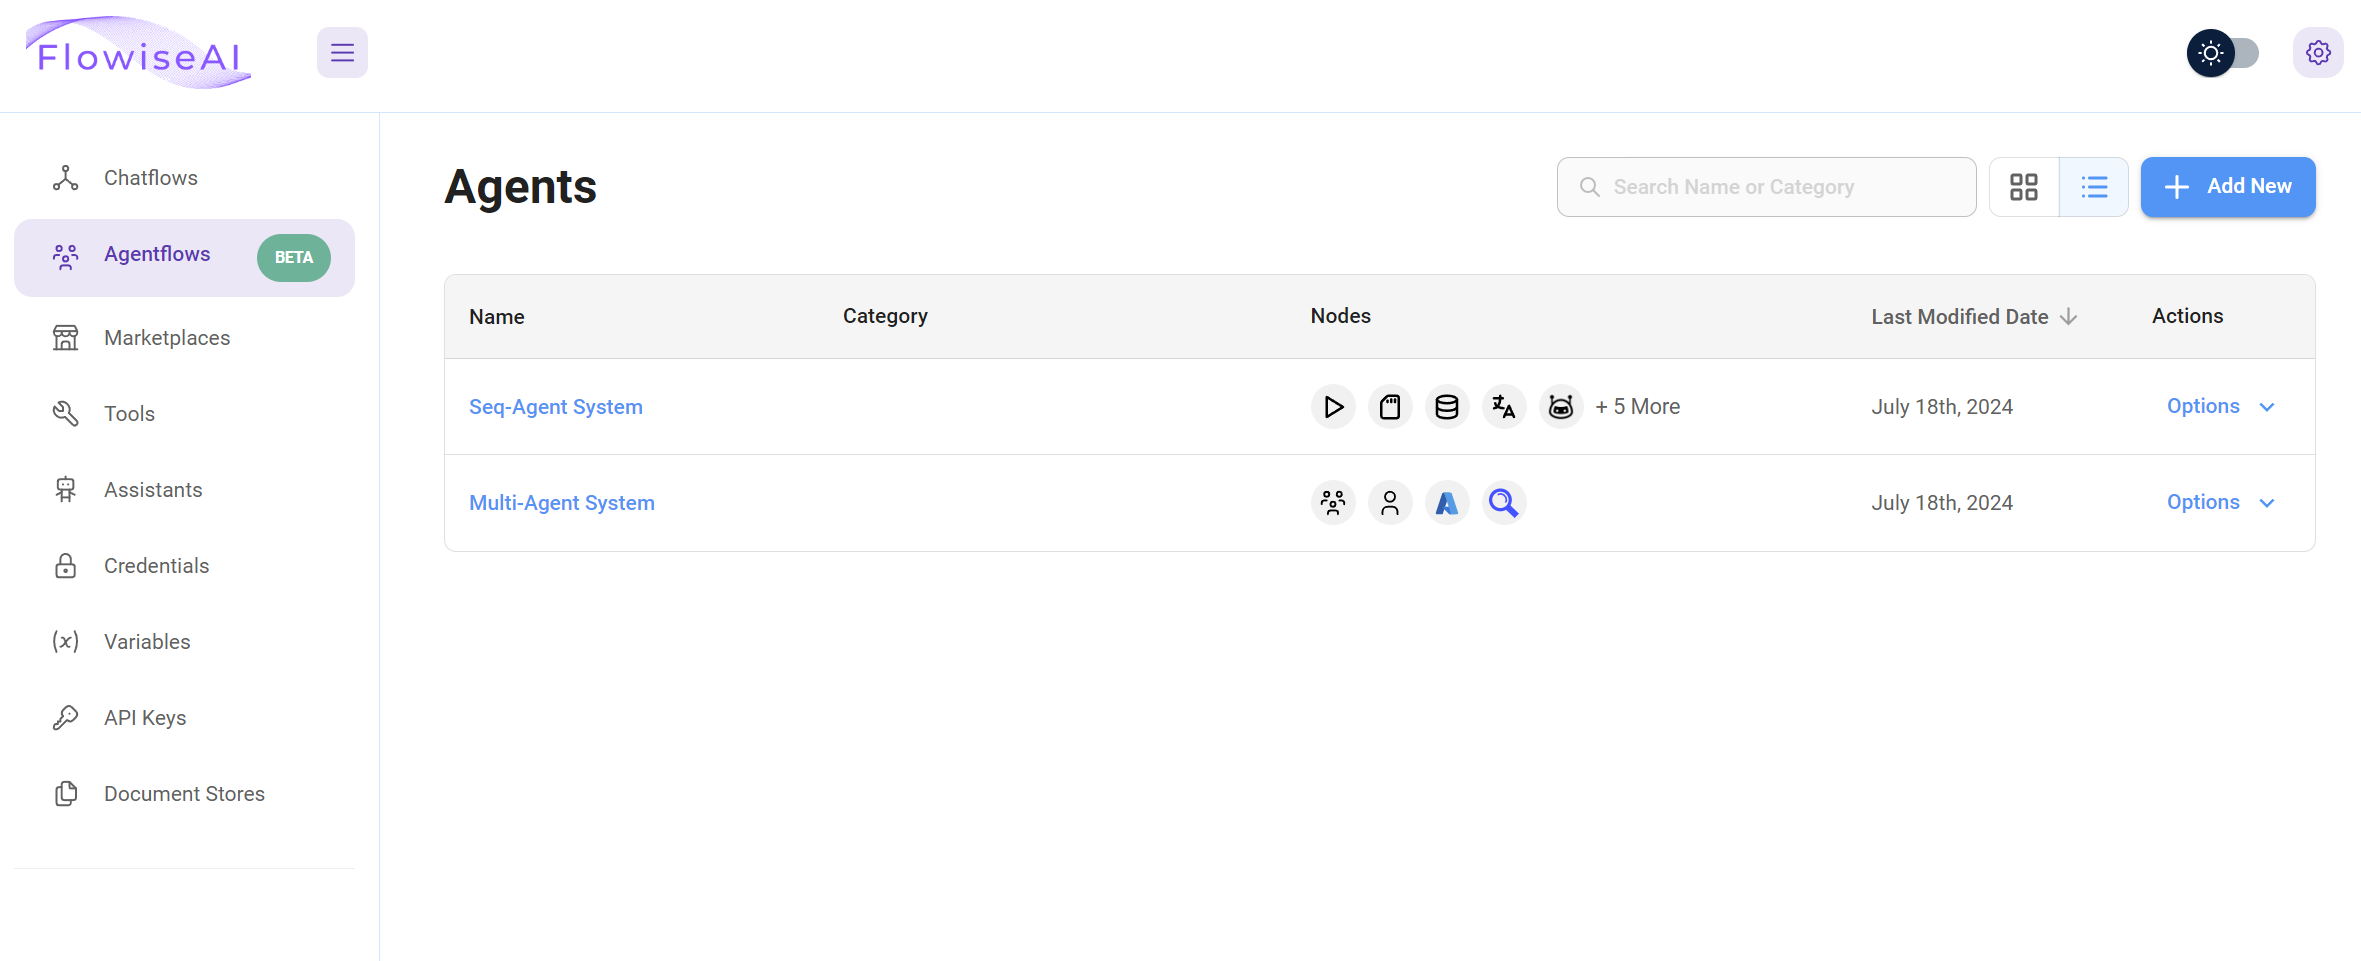 FlowiseAI
Chatflows
Agentflows BETA
Marketplaces
Tools
Assistants
Credentials
Variables
API Keys
Document Stores
Agents
Search Name or Category
Add New
Name Category Nodes Last Modified Date Actions
Seq-Agent System + 5 More July 18th, 2024 Options
Multi-Agent System July 18th, 2024 Options